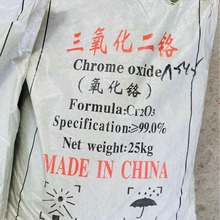 三氧化二铬
Chrome oxide
(氧化铬)
Formula:Cr₂O₃
Specification:≥99.0%
Net weight:25kg
MADE IN CHINA